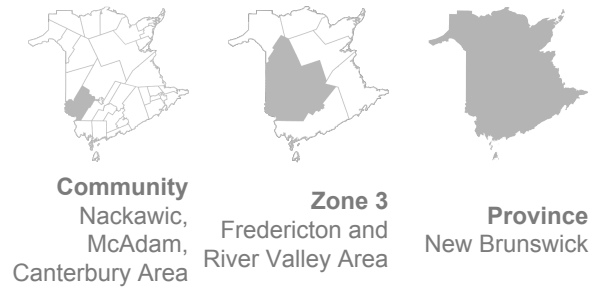 Community
Nackawic,
McAdam,
Canterbury Area
Zone 3
Fredericton and
River Valley Area
Province
New Brunswick